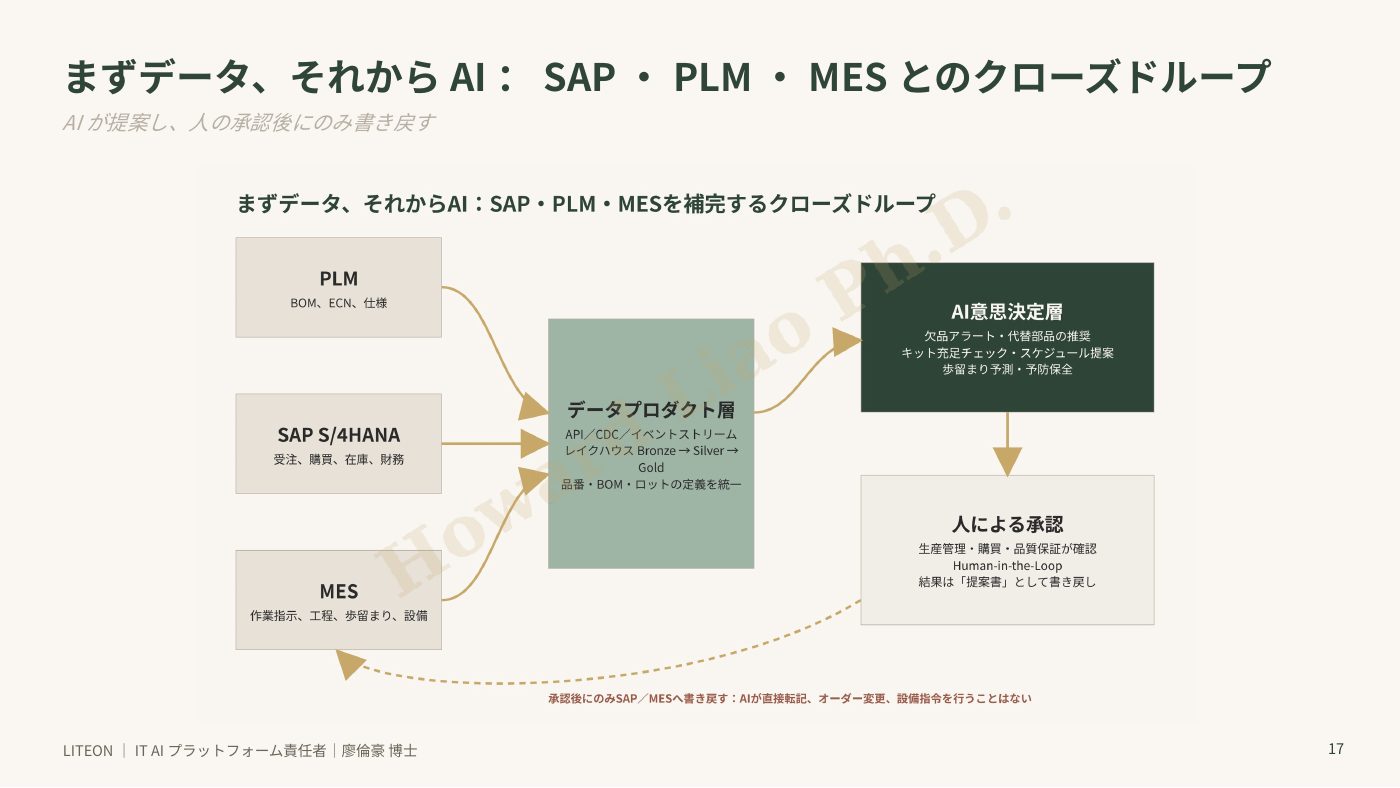 まずデータ、それから AI： SAP ・ PLM ・ MES とのクローズドループ
AI が提案し、人の承認後にのみ書き戻す
まずデータ、それからAI：SAP・PLM・MESを補完するクローズドループ
PLM
BOM、ECN、仕様
SAP S/4HANA
受注、購買、在庫、財務
MES
作業指示、工程、歩留まり、設備
データプロダクト層
API／CDC／イベントストリーム
レイクハウス Bronze → Silver →
Gold
品番・BOM・ロットの定義を統一
AI意思決定層
欠品アラート・代替部品の推奨
キット充足チェック・スケジュール提案
歩留まり予測・予防保全
人による承認
生産管理・購買・品質保証が確認
Human-in-the-Loop
結果は「提案書」として書き戻し
承認後にのみSAP／MESへ書き戻す：AIが直接転記、オーダー変更、設備指令を行うことはない
Howard Liao Ph.D.
LITEON ｜ IT AI プラットフォーム責任者｜廖倫豪 博士
17